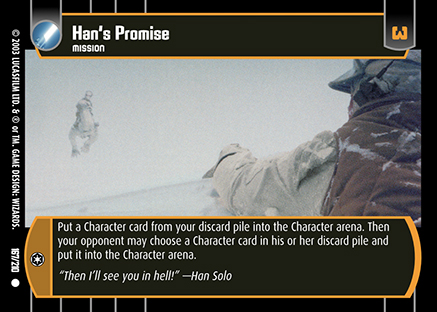 Han's Promise
MISSION
Put a Character card from your discard pile into the Character arena. Then
your opponent may choose a Character card in his or her discard pile and
put it into the Character arena.
"Then I'll see you in hell!" —Han Solo
© 2003 LUCASFILM LTD. & ® or TM. GAME DESIGN: WIZARDS.
167/210